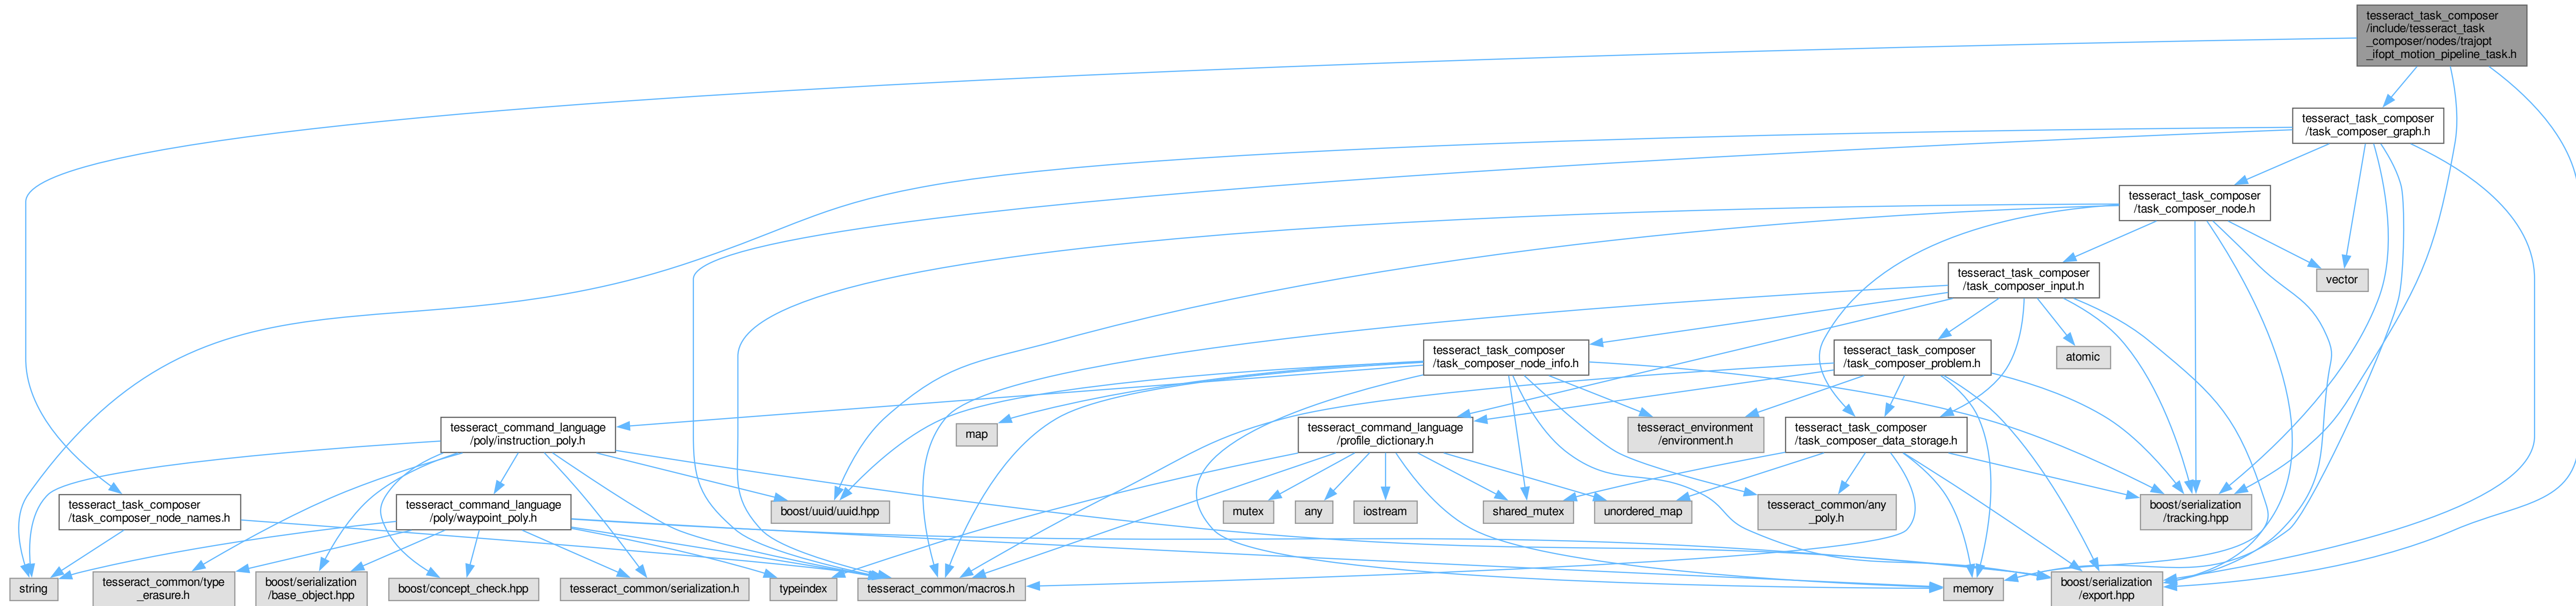 tesseract_task_composer
/include/tesseract_task
_composer/nodes/trajopt
_ifopt_motion_pipeline_task.h
tesseract_task_composer
/task_composer_graph.h
tesseract_task_composer
/task_composer_node.h
tesseract_task_composer
/task_composer_input.h
vector
tesseract_task_composer
/task_composer_node_info.h
tesseract_task_composer
/task_composer_problem.h
atomic
tesseract_command_language
/poly/instruction_poly.h
map
tesseract_command_language
/profile_dictionary.h
tesseract_environment
/environment.h
tesseract_task_composer
/task_composer_data_storage.h
tesseract_task_composer
/task_composer_node_names.h
tesseract_command_language
/poly/waypoint_poly.h
boost/uuid/uuid.hpp
mutex
any
iostream
shared_mutex
unordered_map
tesseract_common/any
_poly.h
boost/serialization
/tracking.hpp
string
tesseract_common/type
_erasure.h
boost/serialization
/base_object.hpp
boost/concept_check.hpp
tesseract_common/serialization.h
typeindex
tesseract_common/macros.h
memory
boost/serialization
/export.hpp